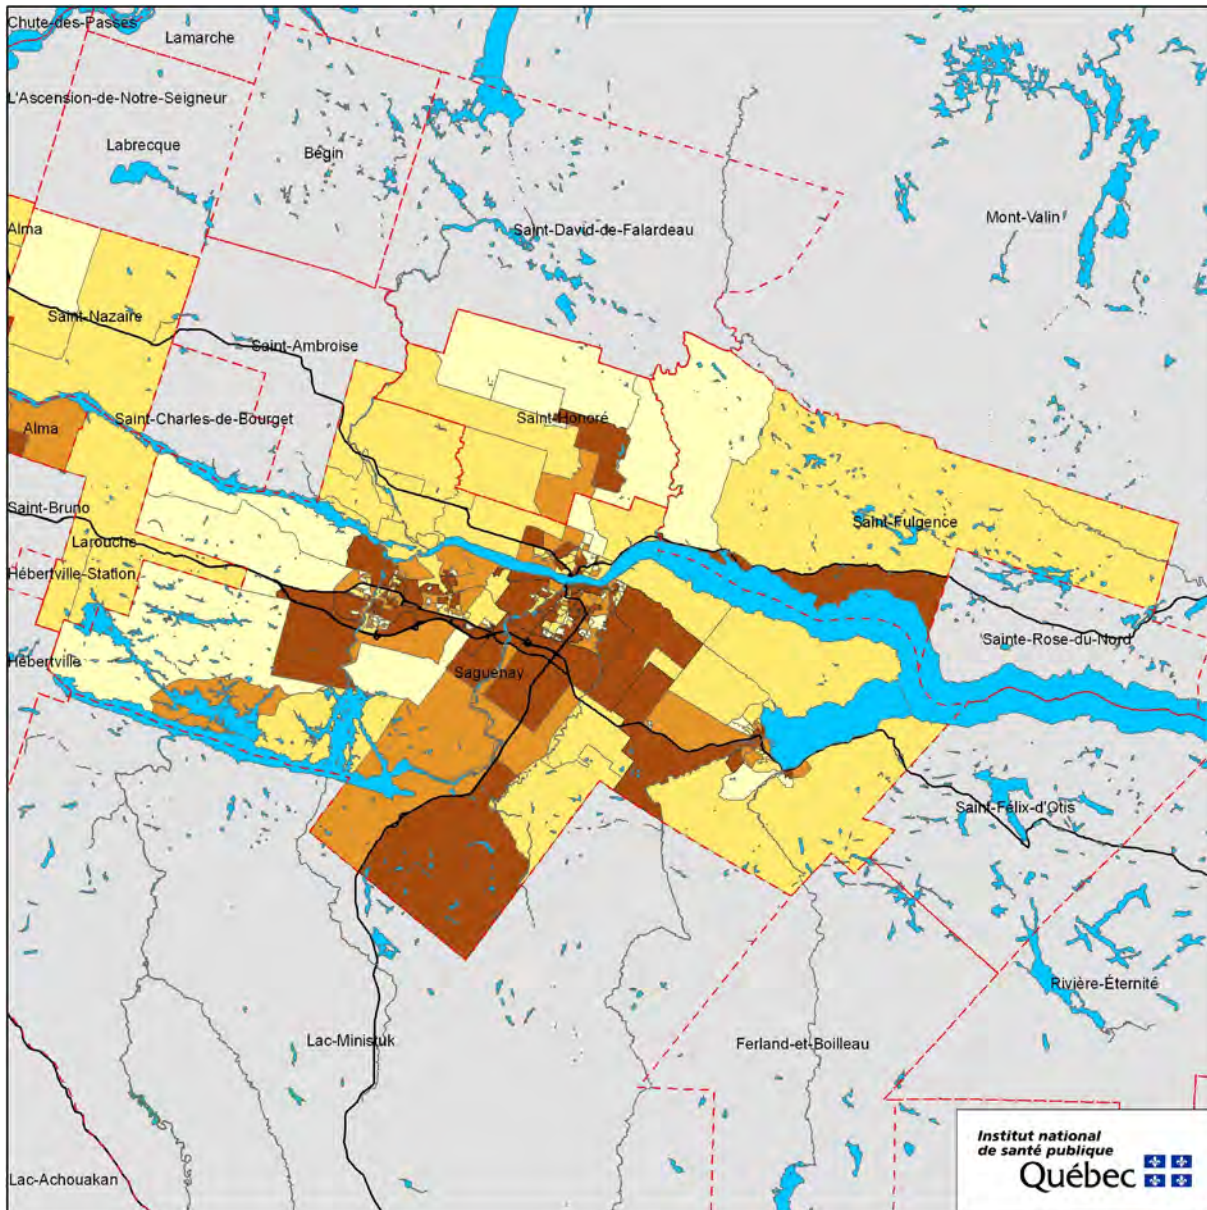 Chute-des-Passes
Lamarche
L'Ascension-de-Notre-Seigneur
Labrecque
Bégin
Mont-Valin
Alma
Saint-David-de-Falardeau
Saint-Nazaire
Saint-Ambroise
Saint-Charles-de-Bourget
Saint-Honoré
Alma
Saint-Bruno
Saint-Fulgence
Larouche
Hébertville-Station
Sainte-Rose-du-Nord
Hébertville
Saguenay
Saint-Félix-d'Otis
Rivière-Éternité
Lac-Ministuk
Ferland-et-Boilleau
Lac-Achouakan
Institut national
de santé publique
Québec